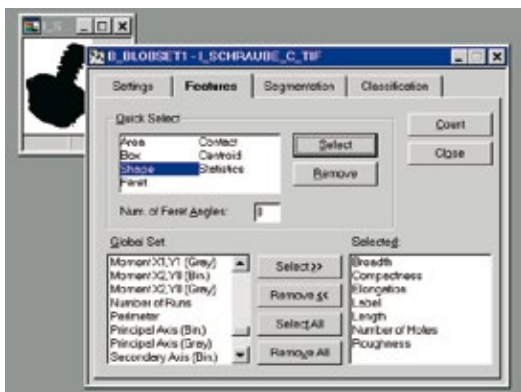 B_BLOBSET1 - I_SCHRAUBE_C_TIF
Settings Features Segmentation Classification
Quick Select
Area Contact
Box Centroid
Shape Statistics
Feret
Select
Remove
Count
Close
Num. of Feret Angles:
Global Set
Moment X1,Y1 (Gray)
Moment X2,Y0 (Bin.)
Moment X2,Y0 (Gray)
Number of Runs
Perimeter
Principal Axis (Bin.)
Principal Axis (Gray)
Secondary Axis (Bin.)
Select >>
Remove <<
Select All
Remove All
Selected:
Breadth
Compactness
Elongation
Label
Length
Number of Holes
Roughness